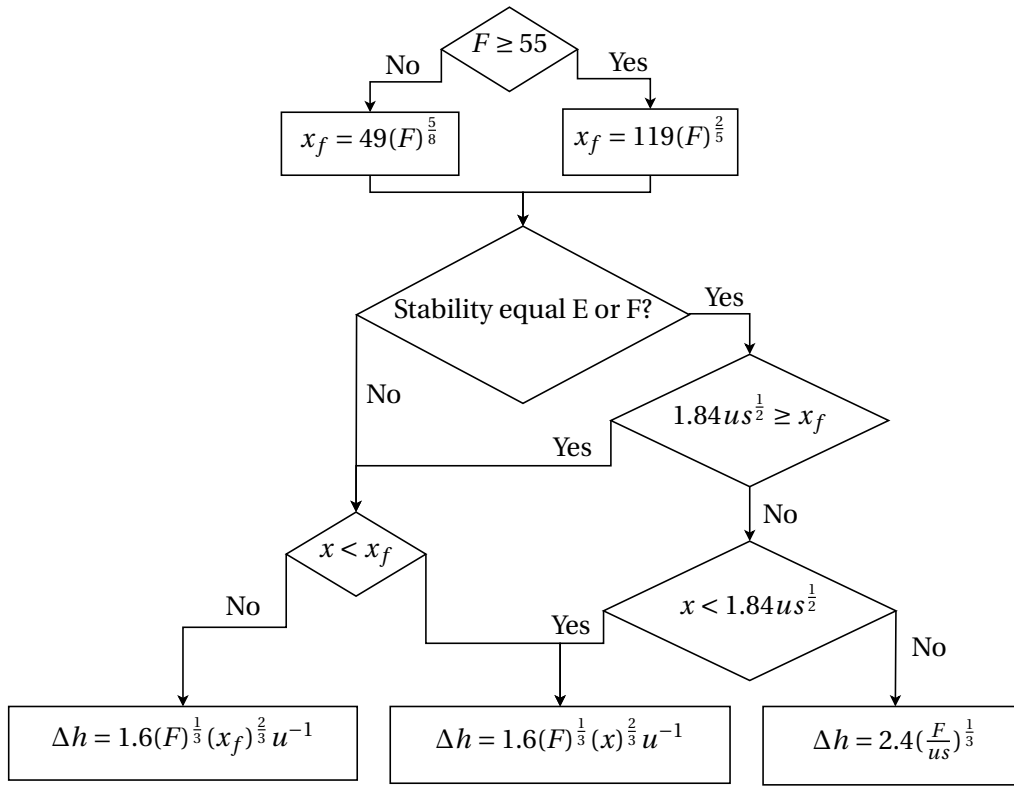 F ≥ 55
No
Yes
x_f = 49(F)^{5/8}
x_f = 119(F)^{2/5}
Stability equal E or F?
Yes
No
1.84us^{1/2} ≥ x_f
Yes
No
x < x_f
x < 1.84us^{1/2}
No
Yes
No
Δh = 1.6(F)^{1/3}(x_f)^{2/3}u^{-1}
Δh = 1.6(F)^{1/3}(x)^{2/3}u^{-1}
Δh = 2.4(F/us)^{1/3}